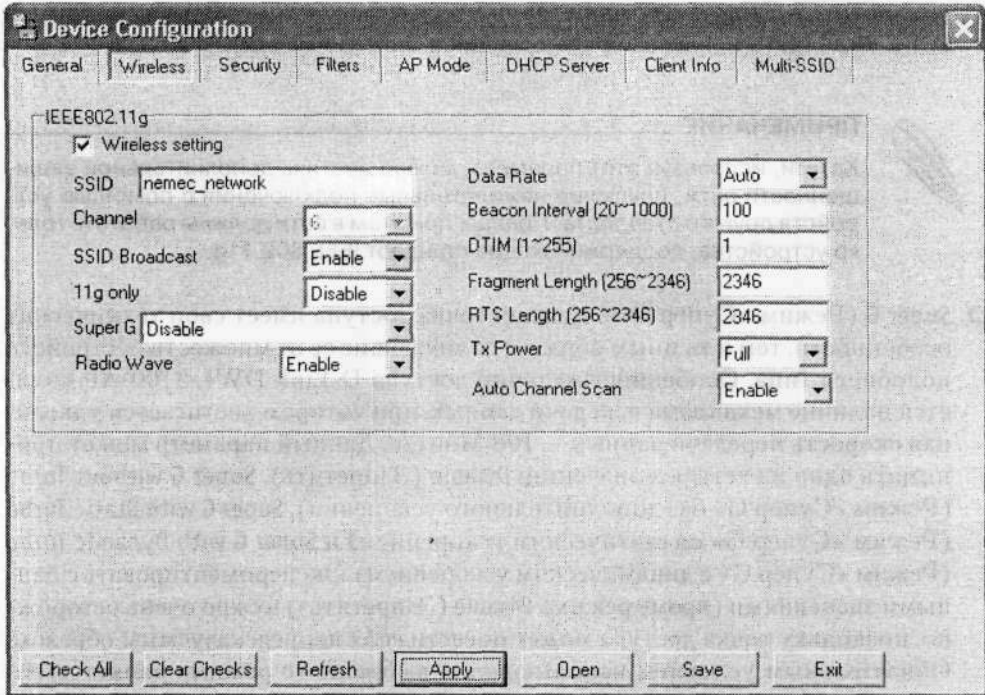 Device Configuration
General Wireless Security Filters AP Mode DHCP Server Client Info Multi-SSID
IEEE802.11g
Wireless setting
SSID nemec_network
Channel 6
SSID Broadcast Enable
11g only Disable
Super G Disable
Radio Wave Enable
Data Rate Auto
Beacon Interval (20~1000) 100
DTIM (1~255) 1
Fragment Length (256~2346) 2346
RTS Length (256~2346) 2346
Tx Power Full
Auto Channel Scan Enable
Check All Clear Checks Refresh Apply Open Save Exit